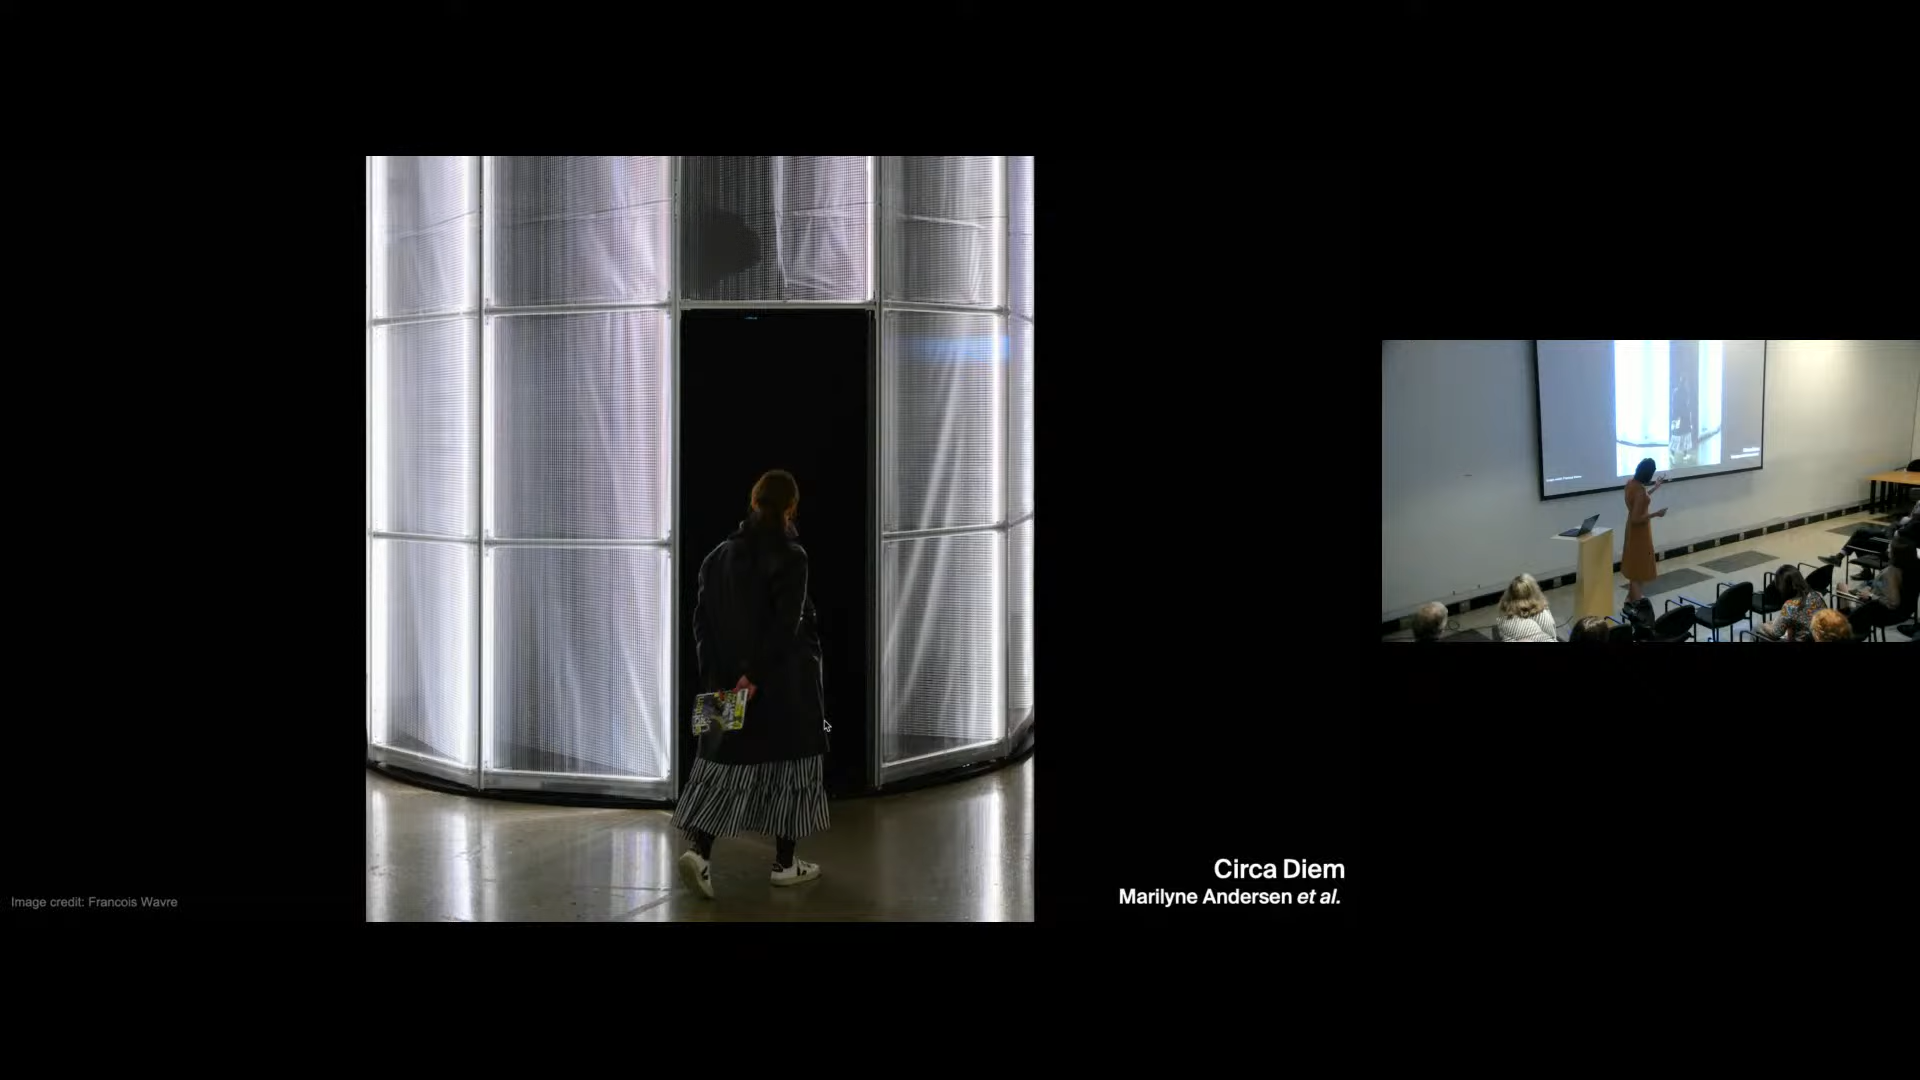 Circa Diem
Marilyne Andersen et al.
Image credit: Francois Wavre